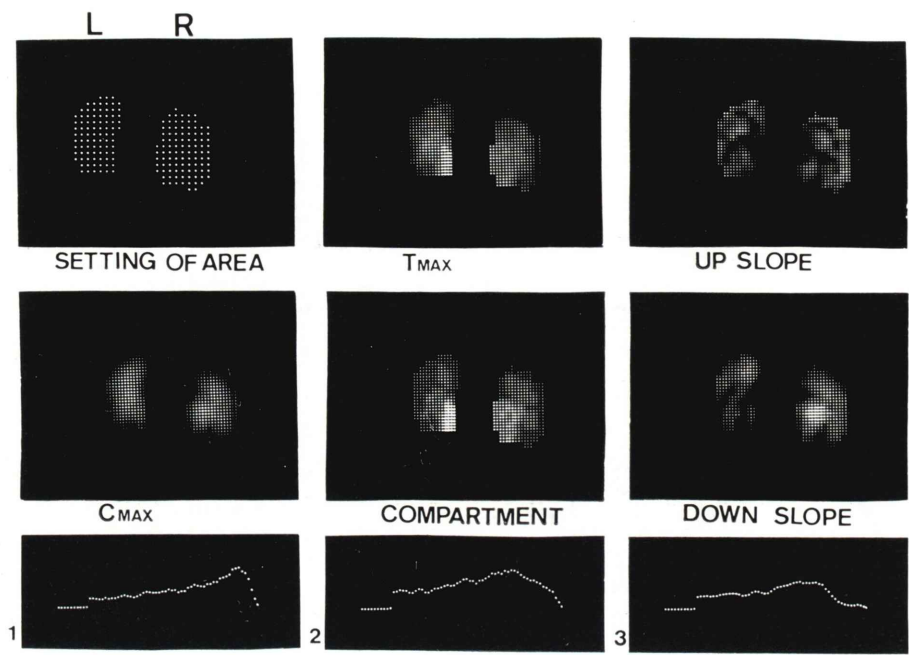 L R
SETTING OF AREA
TMAX
UP SLOPE
CMAX
COMPARTMENT
DOWN SLOPE
1
2
3